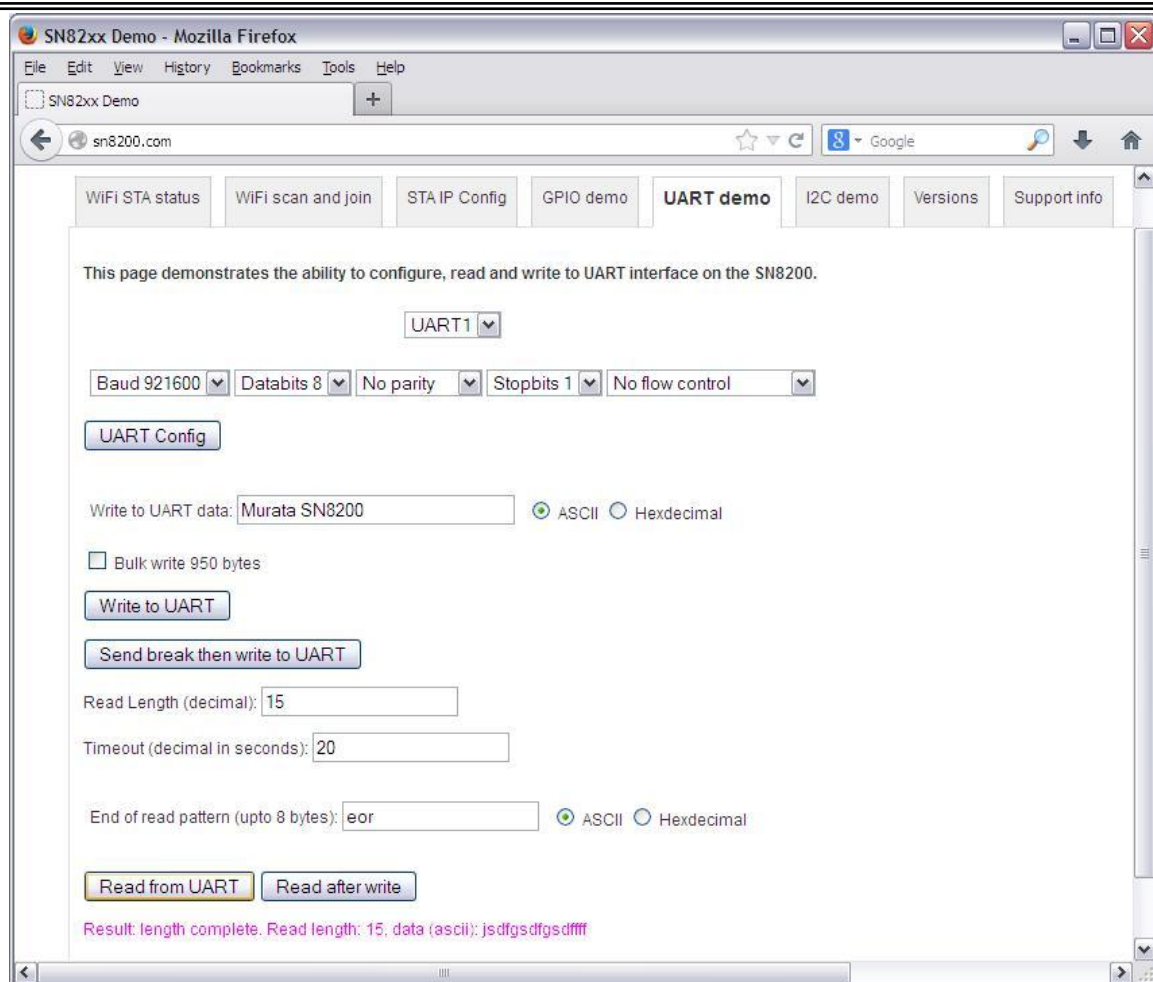 SN82xx Demo - Mozilla Firefox
File Edit View History Bookmarks Tools Help
SN82xx Demo +
sn8200.com 8 Google
WiFi STA status WiFi scan and join STA IP Config GPIO demo UART demo I2C demo Versions Support info
This page demonstrates the ability to configure, read and write to UART interface on the SN8200.
UART1
Baud 921600 Databits 8 No parity Stopbits 1 No flow control
UART Config
Write to UART data: Murata SN8200 ASCII Hexdecimal
Bulk write 950 bytes
Write to UART
Send break then write to UART
Read Length (decimal): 15
Timeout (decimal in seconds): 20
End of read pattern (upto 8 bytes): eor ASCII Hexdecimal
Read from UART Read after write
Result: length complete. Read length: 15, data (ascii): jsdfgsdfgsdffff